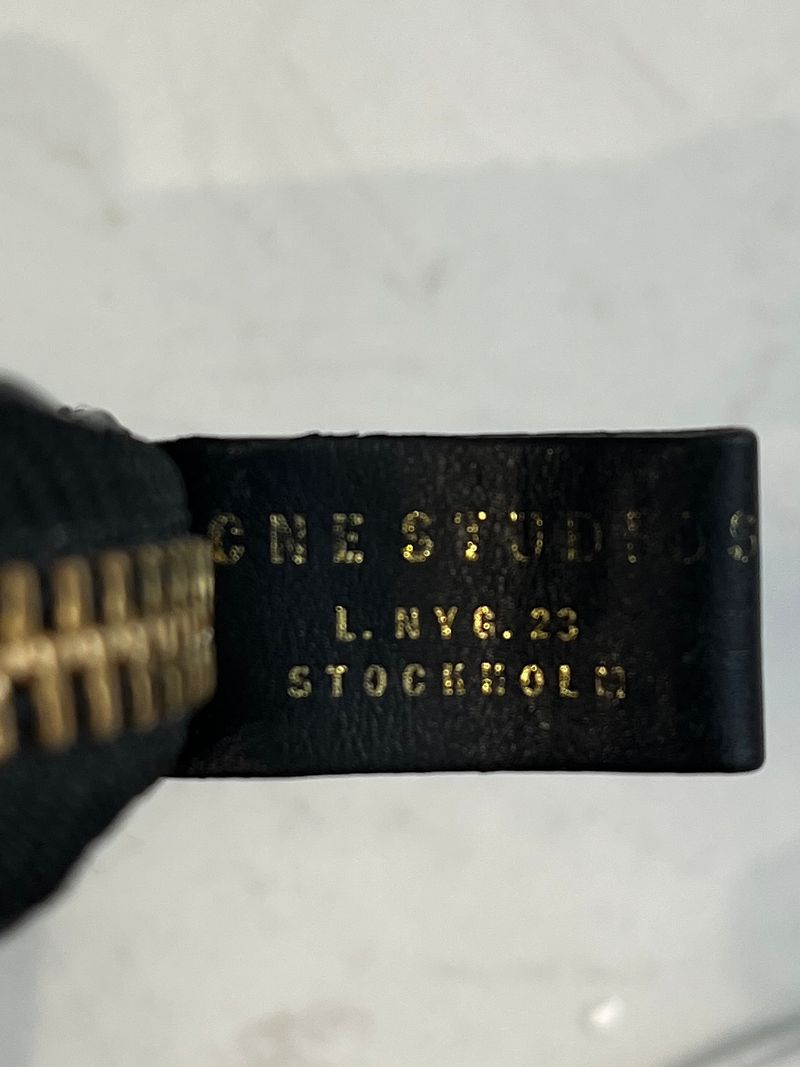 CNE STUDIOS
L. NYG. 23
STOCKHOLM